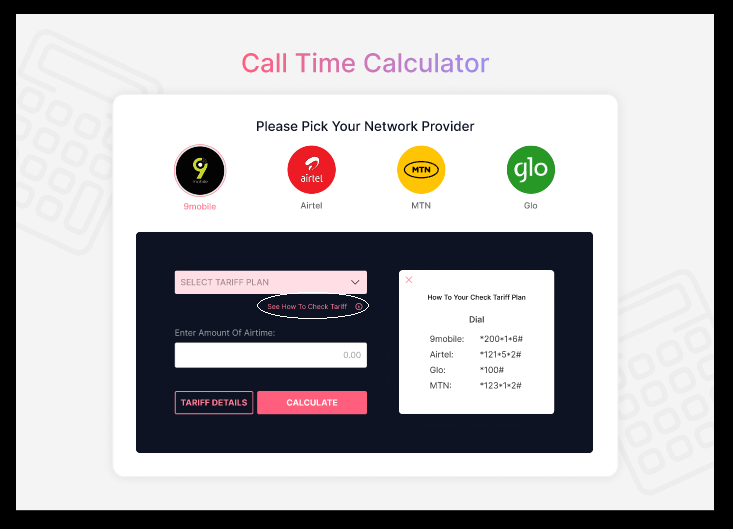 Call Time Calculator
Please Pick Your Network Provider
9
mobile
airtel
MTN
glo
9mobile
Airtel
MTN
Glo
SELECT TARIFF PLAN
See How To Check Tariff
Enter Amount Of Airtime:
0.00
TARIFF DETAILS
CALCULATE
How To Your Check Tariff Plan
Dial
9mobile: *200*1*6#
Airtel: *121*5*2#
Glo: *100#
MTN: *123*1*2#